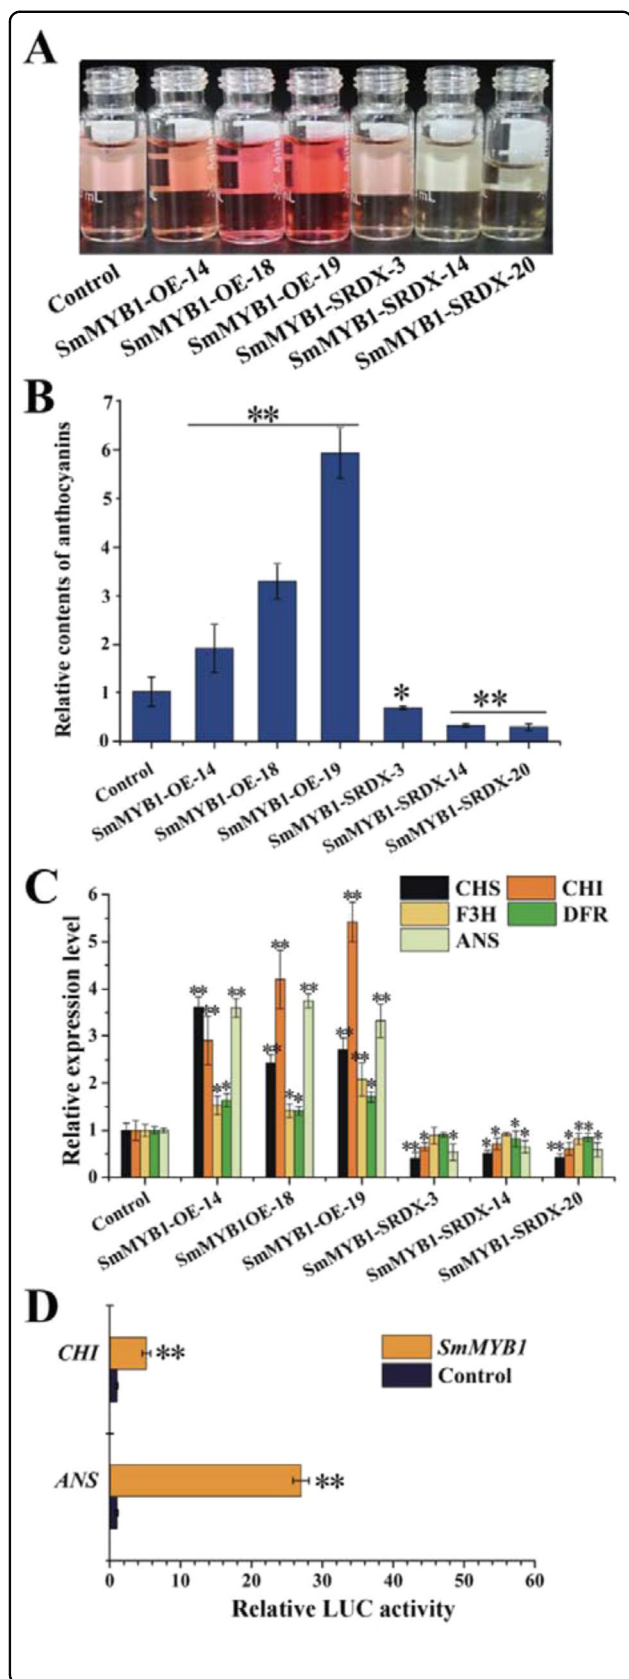 A
mL
mL
Control
SmMYB1-OE-14
SmMYB1-OE-18
SmMYB1-OE-19
SmMYB1-SRDX-3
SmMYB1-SRDX-14
SmMYB1-SRDX-20
B
Relative contents of anthocyanins
7
6
5
4
3
2
1
0
**
*
**
Control
SmMYB1-OE-14
SmMYB1-OE-18
SmMYB1-OE-19
SmMYB1-SRDX-3
SmMYB1-SRDX-14
SmMYB1-SRDX-20
C
CHS CHI
F3H DFR
ANS
Relative expression level
6
5
4
3
2
1
0
** ** * * **
** ** * * **
** ** ** * **
** * *
* * * *
** * ** * *
Control
SmMYB1-OE-14
SmMYB1OE-18
SmMYB1-OE-19
SmMYB1-SRDX-3
SmMYB1-SRDX-14
SmMYB1-SRDX-20
D
SmMYB1
Control
CHI **
ANS **
0 10 20 30 40 50 60
Relative LUC activity